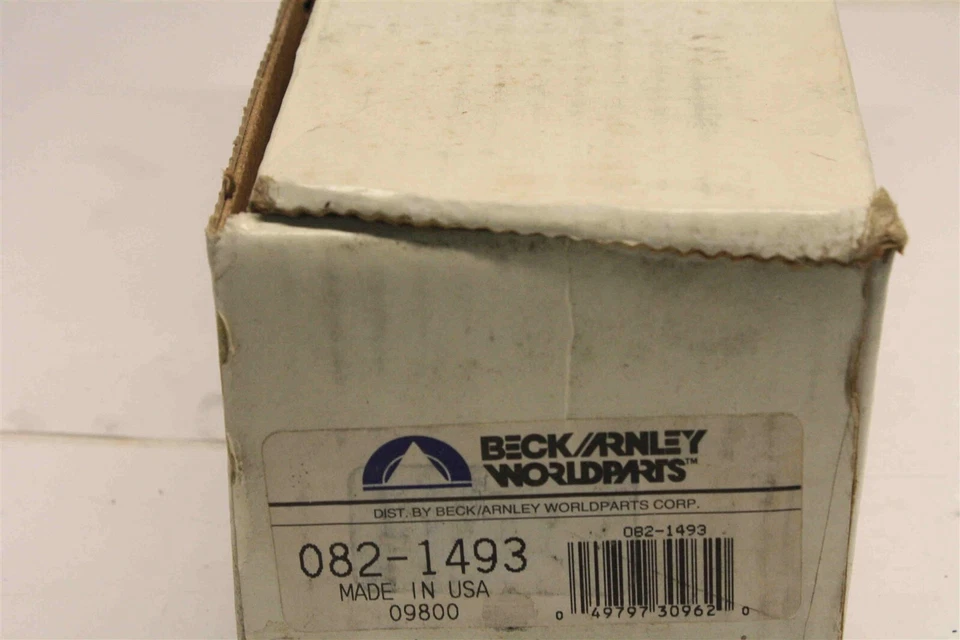 BECK/ARNLEY
WORLDPARTS™
DIST. BY BECK/ARNLEY WORLDPARTS CORP.
082-1493
MADE IN USA
09800
082-1493
0 49797 30962 0